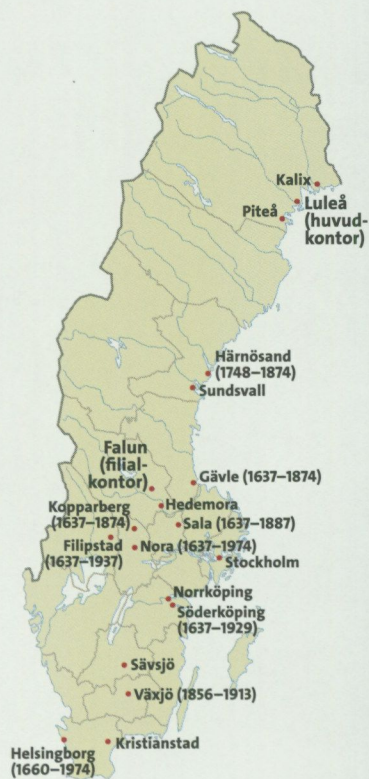 Kalix
Luleå
(huvud-
kontor)
Piteå
Härnösand
(1748–1874)
Sundsvall
Falun
(filial-
kontor)
Gävle (1637–1874)
Hedemora
Kopparberg
(1637–1874)
Sala (1637–1887)
Filipstad
(1637–1937)
Nora (1637–1974)
Stockholm
Norrköping
Söderköping
(1637–1929)
Sävsjö
Växjö (1856–1913)
Helsingborg
(1660–1974)
Kristianstad